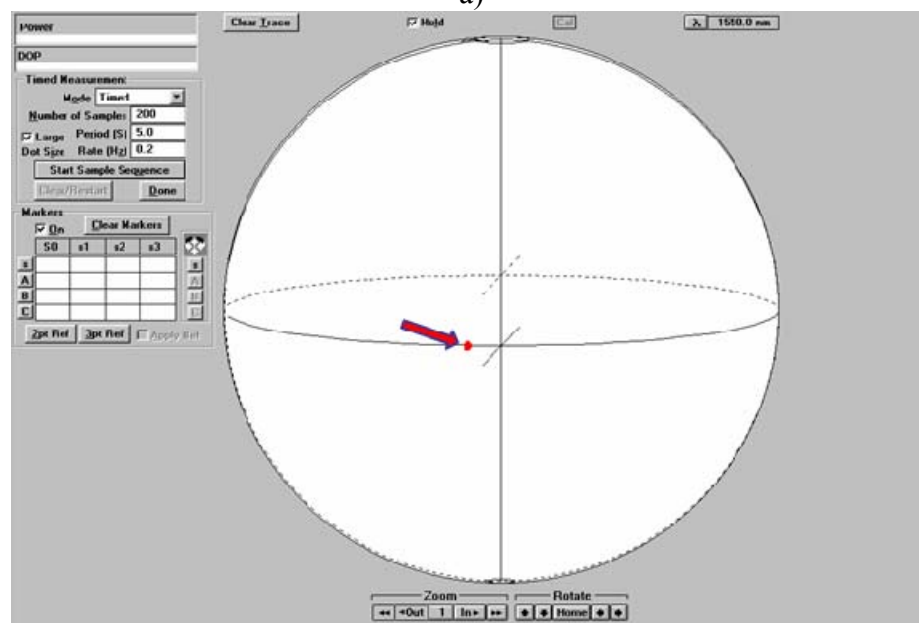 a)
Power
Clear Trace Hold Cal λ 1550.0 nm
DOP
Timed Measurement
Mode Timed
Number of Samples 200
Large Period (S) 5.0
Dot Size Rate (Hz) 0.2
Start Sample Sequence
Clear/Restart Done
Markers
On Clear Markers
S0 s1 s2 s3
s s
A A
B B
C C
2pt Ref 3pt Ref Apply Ref
Zoom Rotate
Out 1 In Home